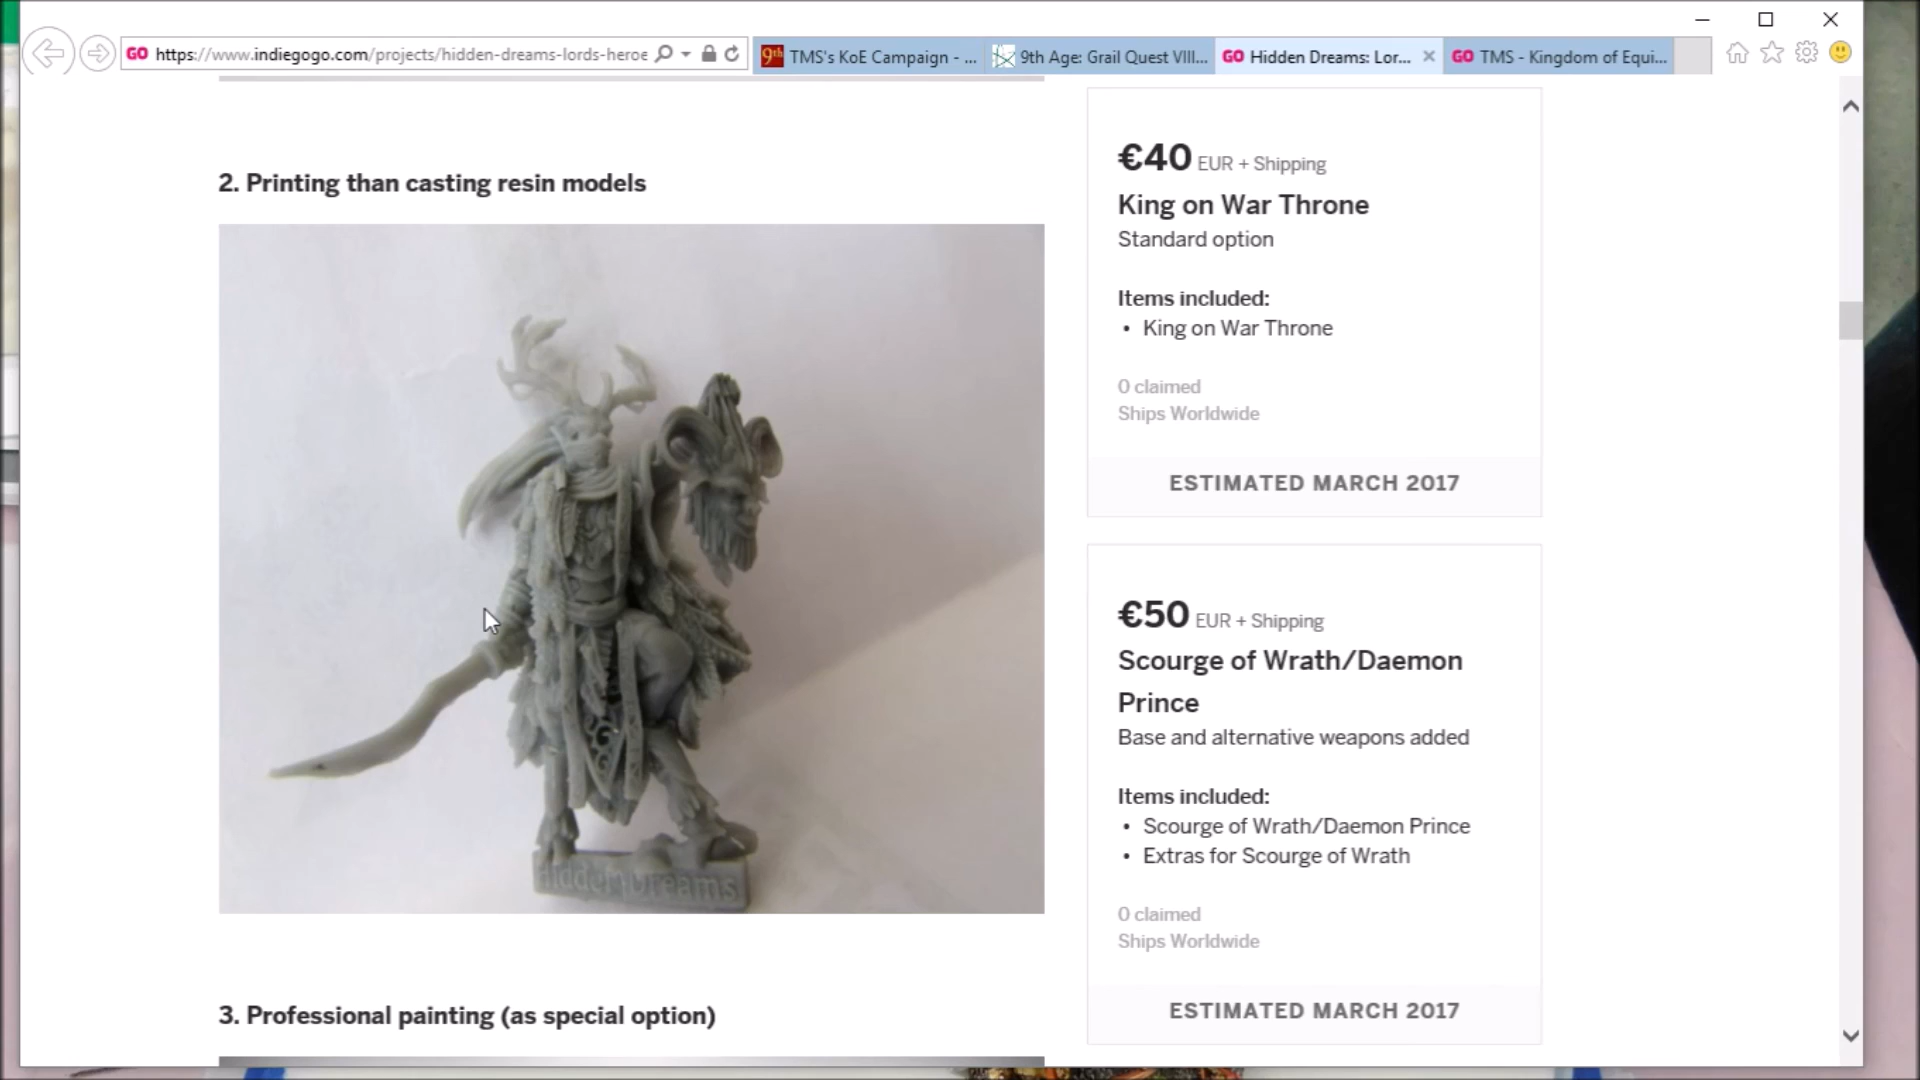 GO https://www.indiegogo.com/projects/hidden-dreams-lords-heroe
9th TMS's KoE Campaign - ...
9th Age: Grail Quest VIII...
GO Hidden Dreams: Lor...
GO TMS - Kingdom of Equi...
2. Printing than casting resin models
Hidden Dreams
3. Professional painting (as special option)
€40 EUR + Shipping
King on War Throne
Standard option
Items included:
• King on War Throne
0 claimed
Ships Worldwide
ESTIMATED MARCH 2017
€50 EUR + Shipping
Scourge of Wrath/Daemon
Prince
Base and alternative weapons added
Items included:
• Scourge of Wrath/Daemon Prince
• Extras for Scourge of Wrath
0 claimed
Ships Worldwide
ESTIMATED MARCH 2017